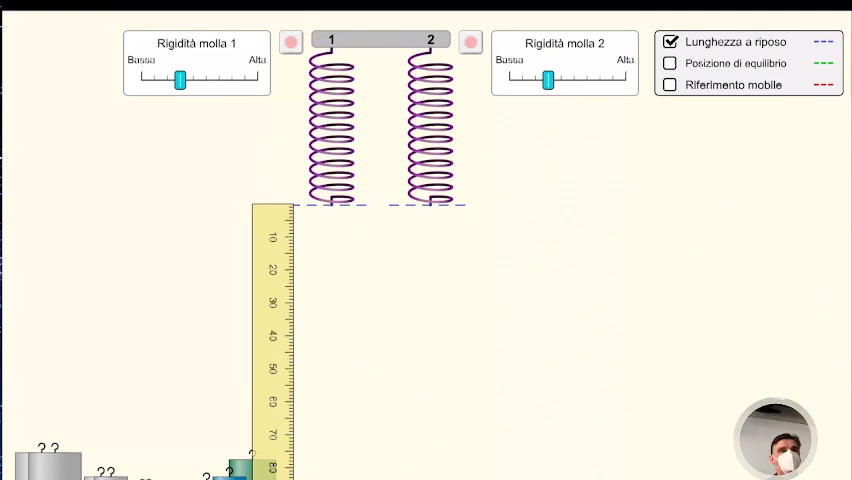 Rigidità molla 1
Bassa Alta
1 2
Rigidità molla 2
Bassa Alta
Lunghezza a riposo
Posizione di equilibrio
Riferimento mobile
10
20
30
40
50
60
70
80
? ?
??
??
?
?
?